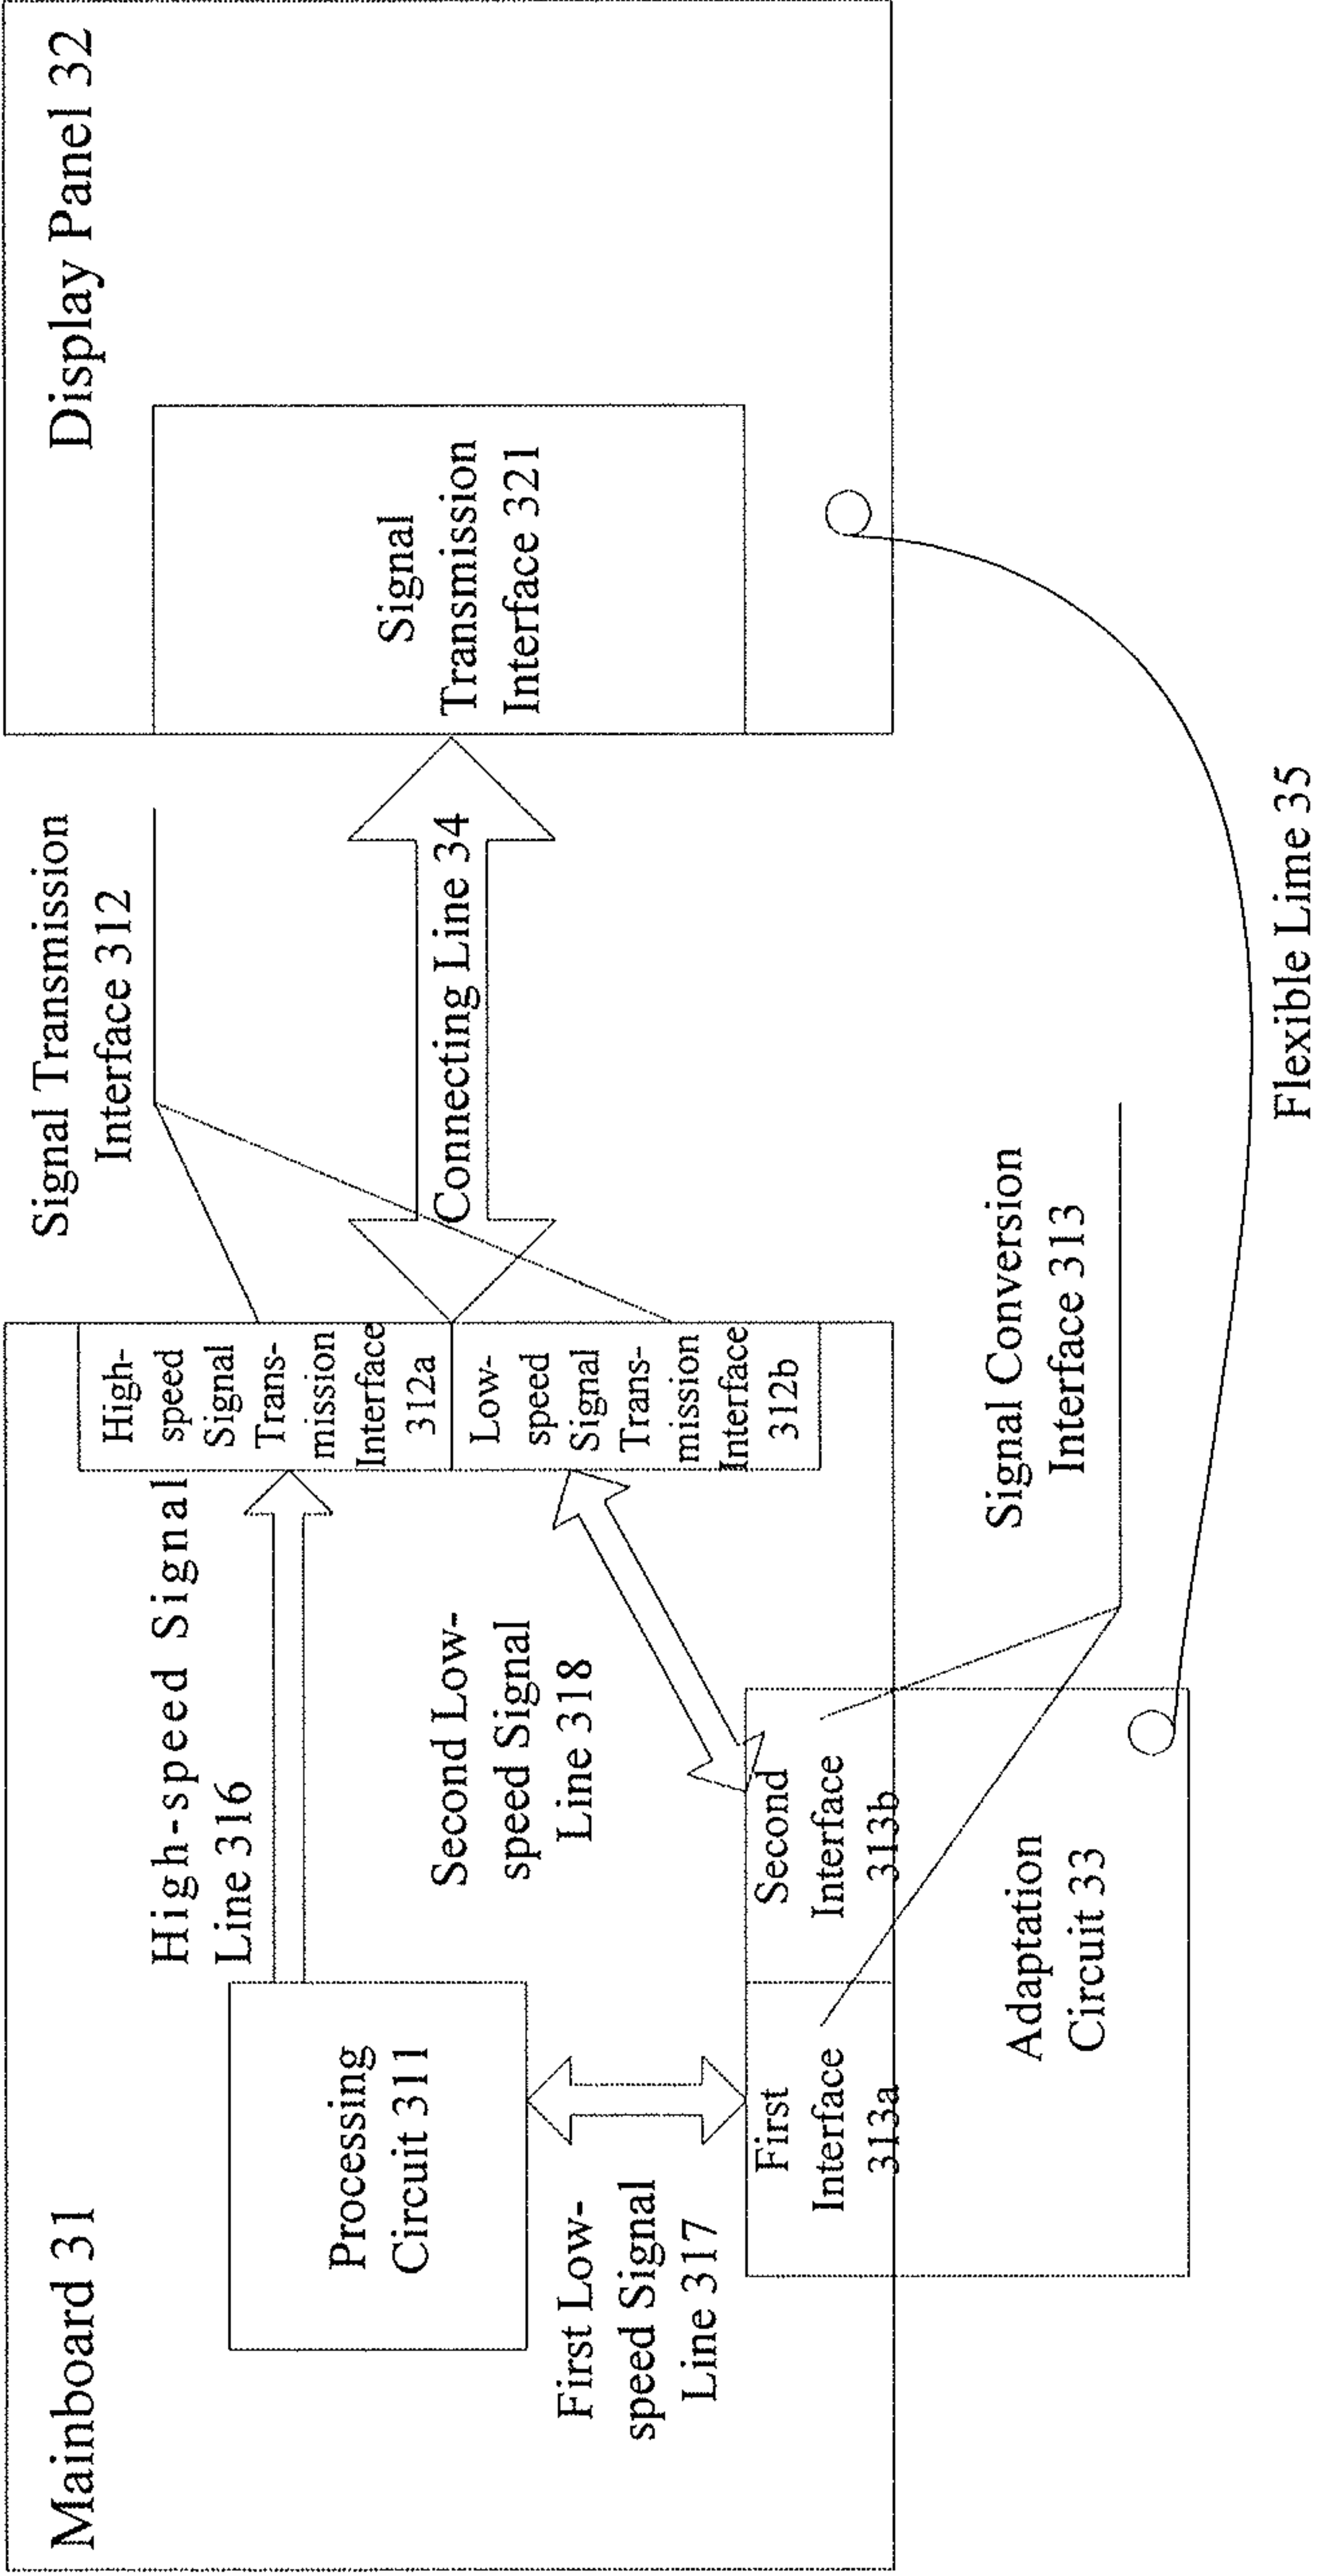 Mainboard 31
Processing
Circuit 311
High-speed Signal
Line 316
First Low-
speed Signal
Line 317
Second Low-
speed Signal
Line 318
First
Interface
313a
Second
Interface
313b
High-
speed
Signal
Trans-
mission
Interface
312a
Low-
speed
Signal
Trans-
mission
Interface
312b
Signal Transmission
Interface 312
Connecting Line 34
Display Panel 32
Signal
Transmission
Interface 321
Adaptation
Circuit 33
Signal Conversion
Interface 313
Flexible Lime 35